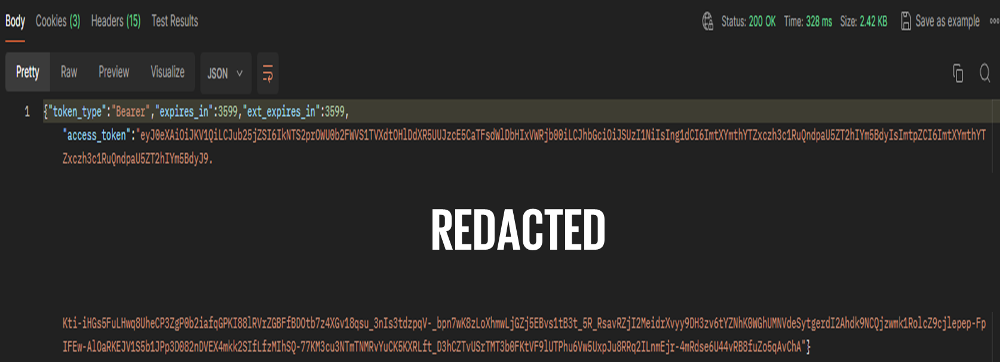 Body Cookies (3) Headers (15) Test Results Status: 200 OK Time: 328 ms Size: 2.42 KB Save as example
Pretty Raw Preview Visualize JSON
1 {"token_type":"Bearer","expires_in":3599,"ext_expires_in":3599,
"access_token":"eyJ0eXAiOiJKV1QiLCJub25jZSI6IkNTS2prOWU0b2FWVS1TVXdtOHlDdXR5UUJzcE5CaTFsdWlDbHIxVWRjb00iLCJhbGciOiJSUzI1NiIsIng1dCI6ImtXYmthYTZxczh3c1RuQndpaU5ZT2hIYm5BdyIsImtpZCI6ImtXYmthYT
Zxczh3c1RuQndpaU5ZT2hIYm5BdyJ9.
REDACTED
Kti-iHGs5FuLHwq8UheCP3ZgP0b2iafqGPKI88lRVrZGBFfBDOtb7z4XGv18qsu_3nIs3tdzpqV-_bpn7wK8zLoXhmwLjGZj5EBvs1tB3t_5R_RsavRZjI2MeidrXvyy9DH3zv6tYZNhK0WGhUMNVdeSytgerdI2Ahdk9NCQjzwmk1RolcZ9cjlepep-Fp
IFEw-AlOaRKEJV1S5b1JPp3D082nDVEX4mkk2SIfLfzMIhSQ-77KM3cu3NTmTNMRvYuCK5KXRLft_D3hCZTvUSrTMT3b0FKtVF9lUTPhu6Vw5UxpJu8RRq2ILnmEjr-4mRdse6U44vRB8fuZo5qAvChA"}